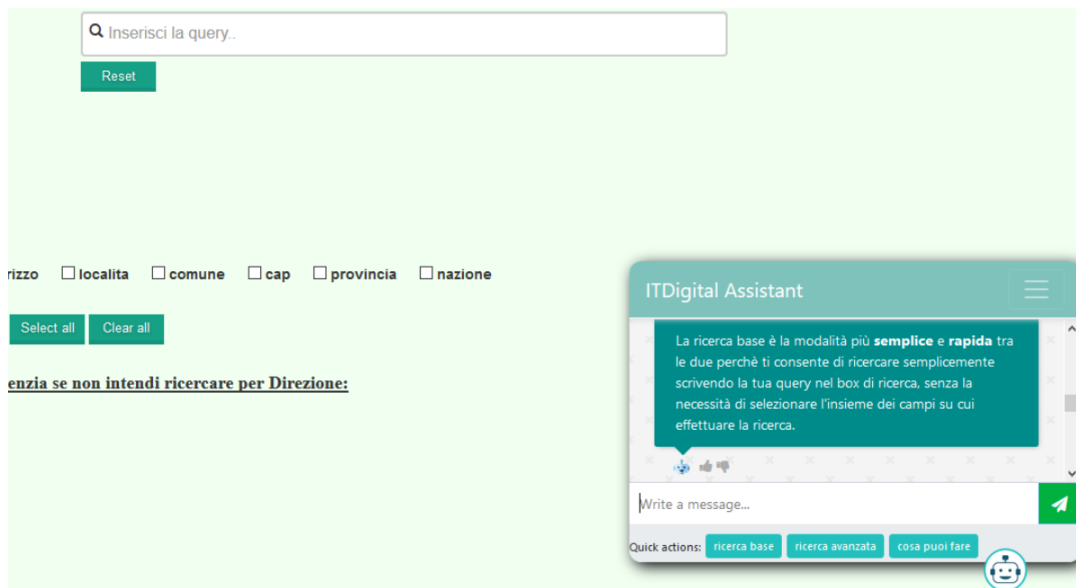 Inserisci la query..
Reset
rizzo localita comune cap provincia nazione
Select all Clear all
enzia se non intendi ricercare per Direzione:
ITDigital Assistant
La ricerca base è la modalità più semplice e rapida tra
le due perchè ti consente di ricercare semplicemente
scrivendo la tua query nel box di ricerca, senza la
necessità di selezionare l'insieme dei campi su cui
effettuare la ricerca.
Write a message...
Quick actions: ricerca base ricerca avanzata cosa puoi fare